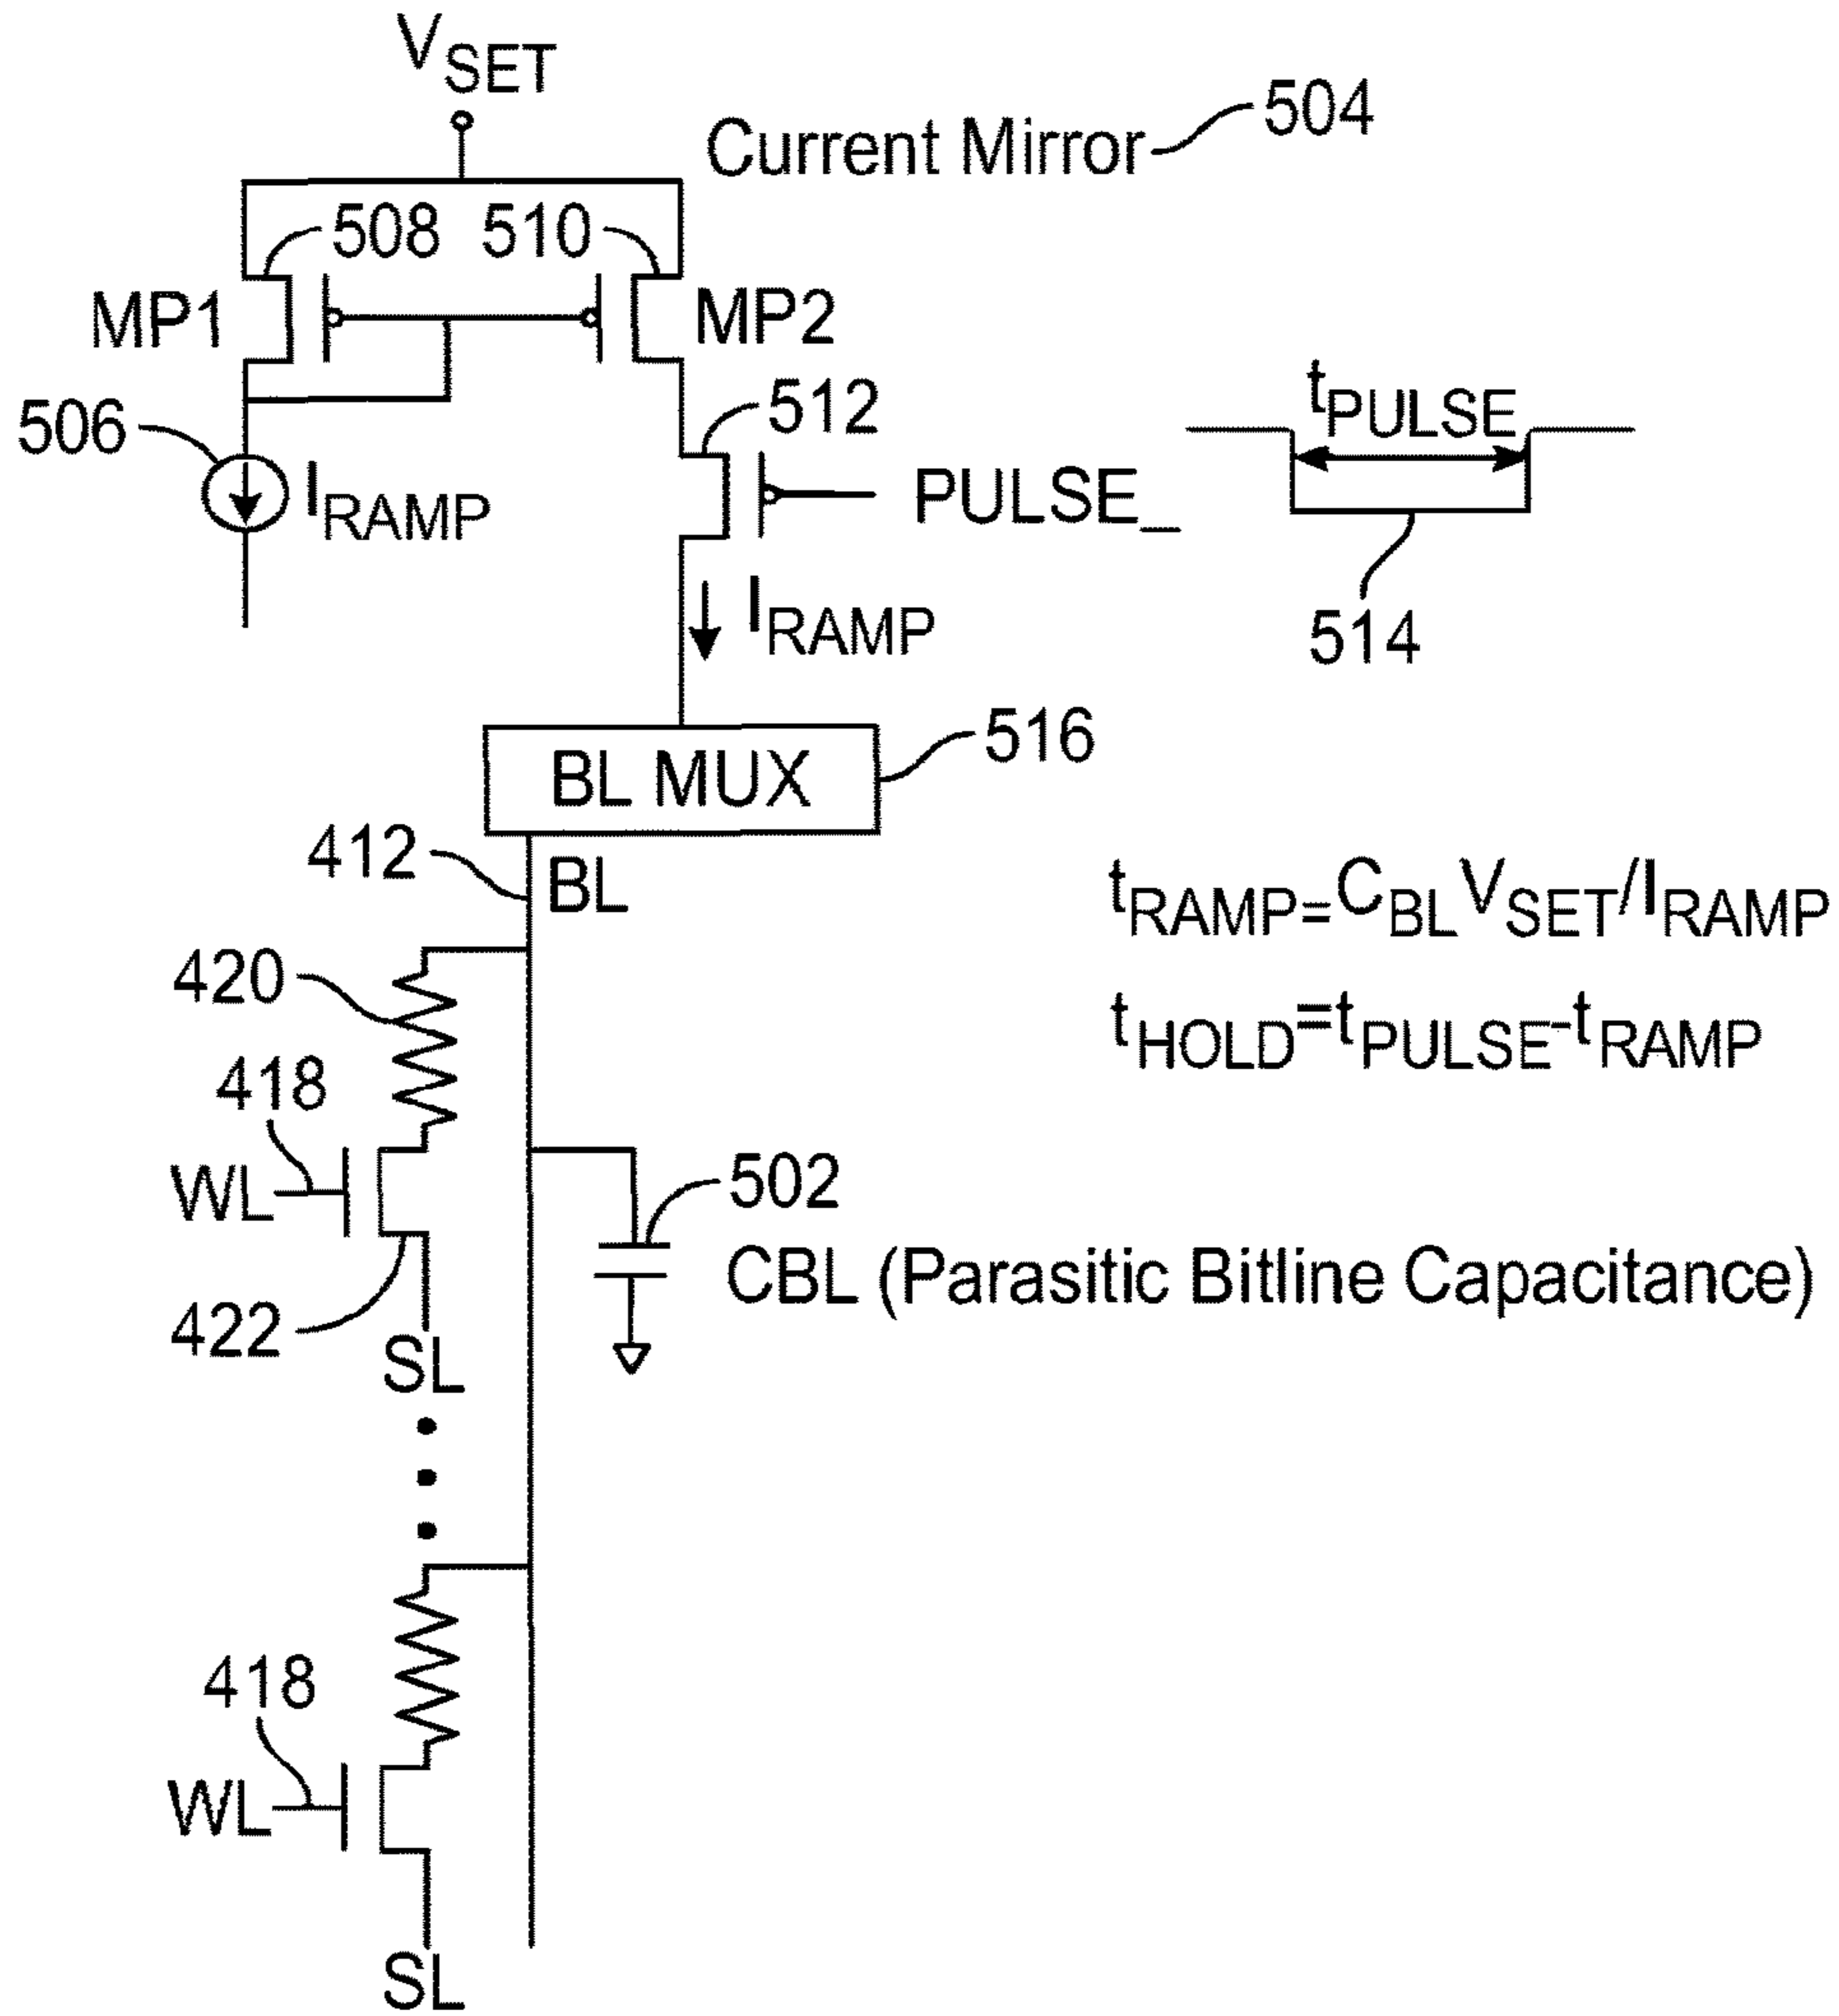 VSET
Current Mirror 504
508 510
MP1 MP2
506 512 tPULSE
IRAMP PULSE_
IRAMP 514
BL MUX 516
412 BL
tRAMP=CBLVSET/IRAMP
420
tHOLD=tPULSE-tRAMP
418
WL 502
CBL (Parasitic Bitline Capacitance)
422
SL
418
WL
SL